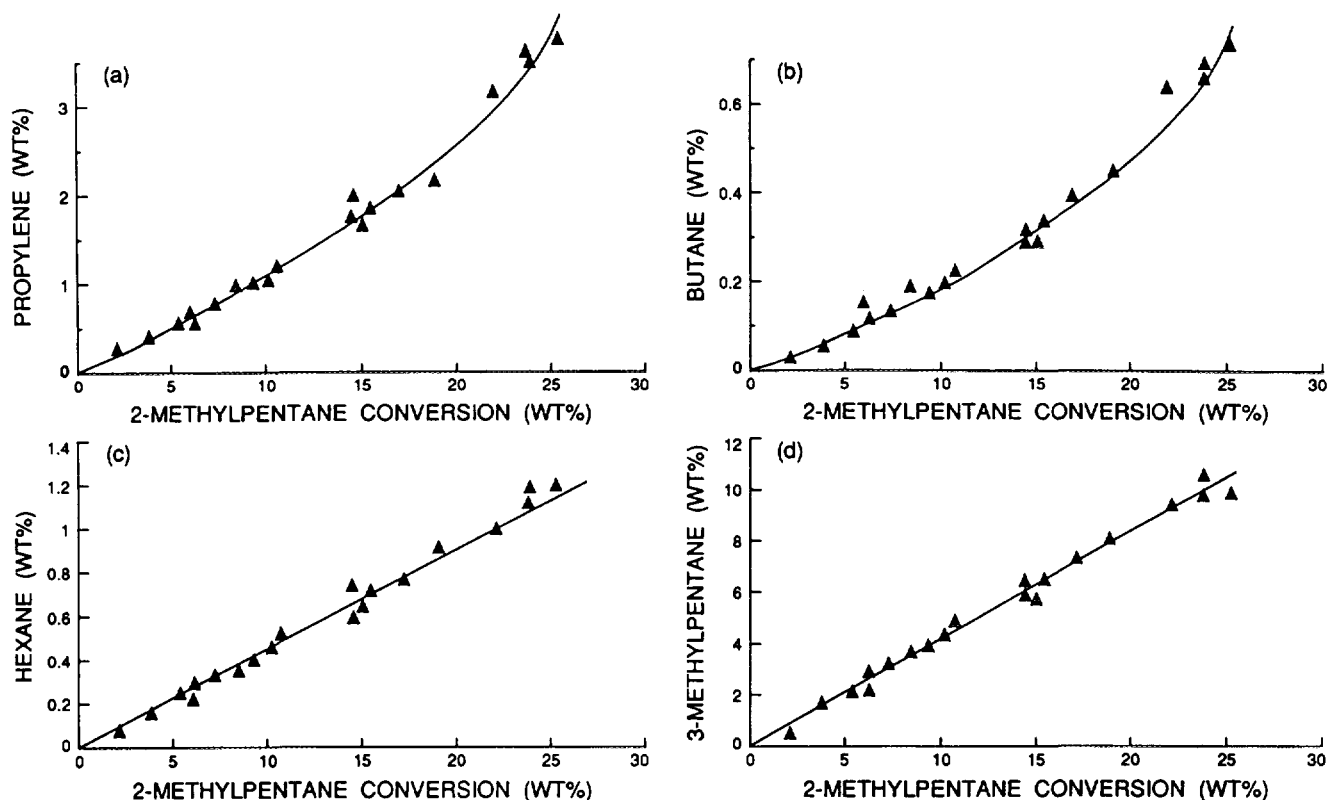 (a)
PROPYLENE (WT%)
3
2
1
0
0 5 10 15 20 25 30
2-METHYLPENTANE CONVERSION (WT%)
(b)
BUTANE (WT%)
0.6
0.4
0.2
0
0 5 10 15 20 25 30
2-METHYLPENTANE CONVERSION (WT%)
(c)
HEXANE (WT%)
1.4
1.2
1
0.8
0.6
0.4
0.2
0
0 5 10 15 20 25 30
2-METHYLPENTANE CONVERSION (WT%)
(d)
3-METHYLPENTANE (WT%)
12
10
8
6
4
2
0
0 5 10 15 20 25 30
2-METHYLPENTANE CONVERSION (WT%)